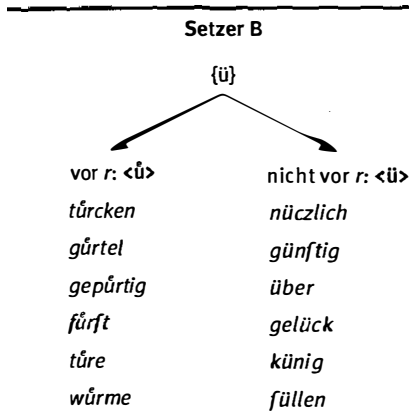 Setzer B
{ü}
vor r: <ů> nicht vor r: <ü>
tůrcken nüczlich
gůrtel günſtig
gepůrtig über
fůrſt gelück
tůre künig
wůrme ſüllen